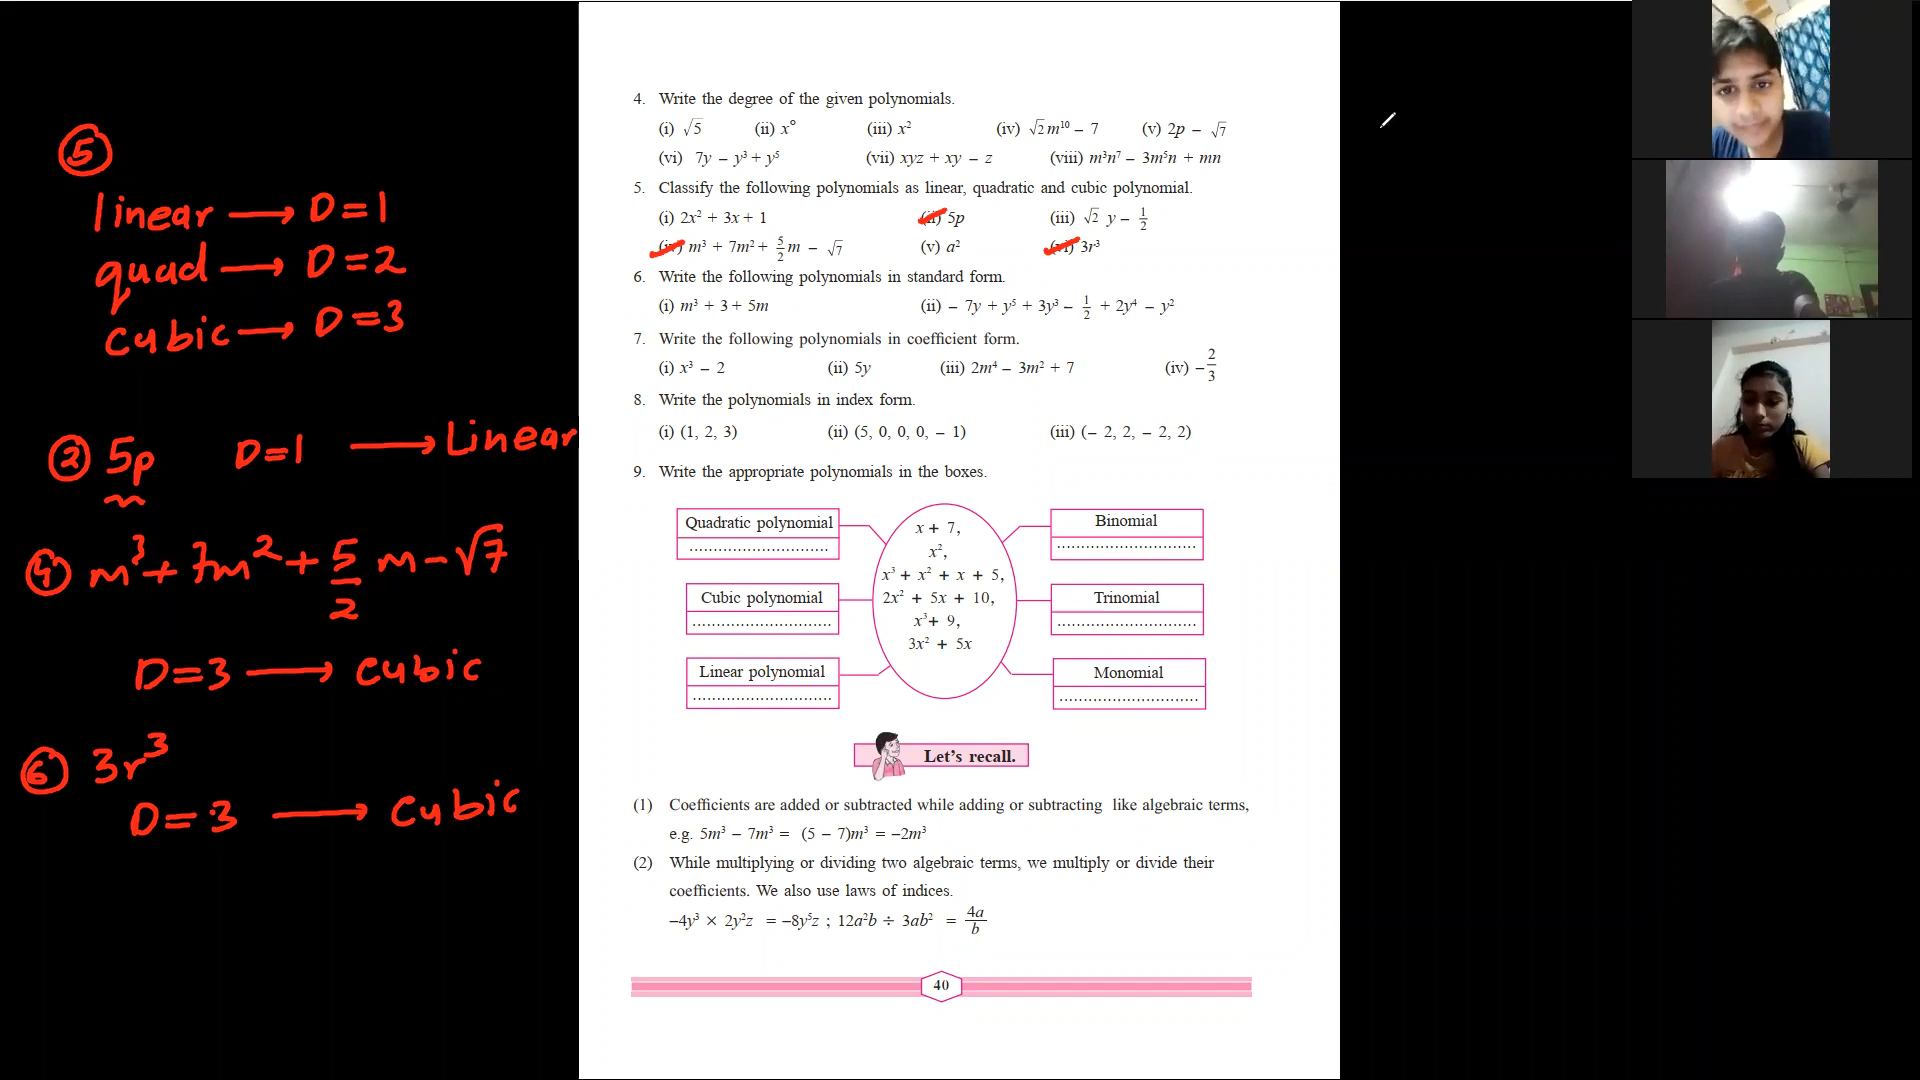 ⑤
linear → D=1
quad → D=2
cubic → D=3
② 5p D=1 → Linear
④ m³ + 7m² + 5/2 m - √7
D=3 → cubic
⑥ 3r³
D=3 → cubic
4. Write the degree of the given polynomials.
(i) √5 (ii) x° (iii) x² (iv) √2 m¹⁰ – 7 (v) 2p – √7
(vi) 7y – y³ + y⁵ (vii) xyz + xy – z (viii) m³n⁷ – 3m⁵n + mn
5. Classify the following polynomials as linear, quadratic and cubic polynomial.
(i) 2x² + 3x + 1 (ii) 5p (iii) √2 y – 1/2
(iv) m³ + 7m² + 5/2 m – √7 (v) a² (vi) 3r³
6. Write the following polynomials in standard form.
(i) m³ + 3 + 5m (ii) – 7y + y⁵ + 3y³ – 1/2 + 2y⁴ – y²
7. Write the following polynomials in coefficient form.
(i) x³ – 2 (ii) 5y (iii) 2m⁴ – 3m² + 7 (iv) – 2/3
8. Write the polynomials in index form.
(i) (1, 2, 3) (ii) (5, 0, 0, 0, – 1) (iii) (– 2, 2, – 2, 2)
9. Write the appropriate polynomials in the boxes.
Quadratic polynomial
..............................
Cubic polynomial
..............................
Linear polynomial
..............................
x + 7,
x²,
x³ + x² + x + 5,
2x² + 5x + 10,
x³ + 9,
3x² + 5x
Binomial
..............................
Trinomial
..............................
Monomial
..............................
Let's recall.
(1) Coefficients are added or subtracted while adding or subtracting like algebraic terms,
e.g. 5m³ – 7m³ = (5 – 7)m³ = –2m³
(2) While multiplying or dividing two algebraic terms, we multiply or divide their
coefficients. We also use laws of indices.
–4y³ × 2y²z = –8y⁵z ; 12a²b ÷ 3ab² = 4a/b
40